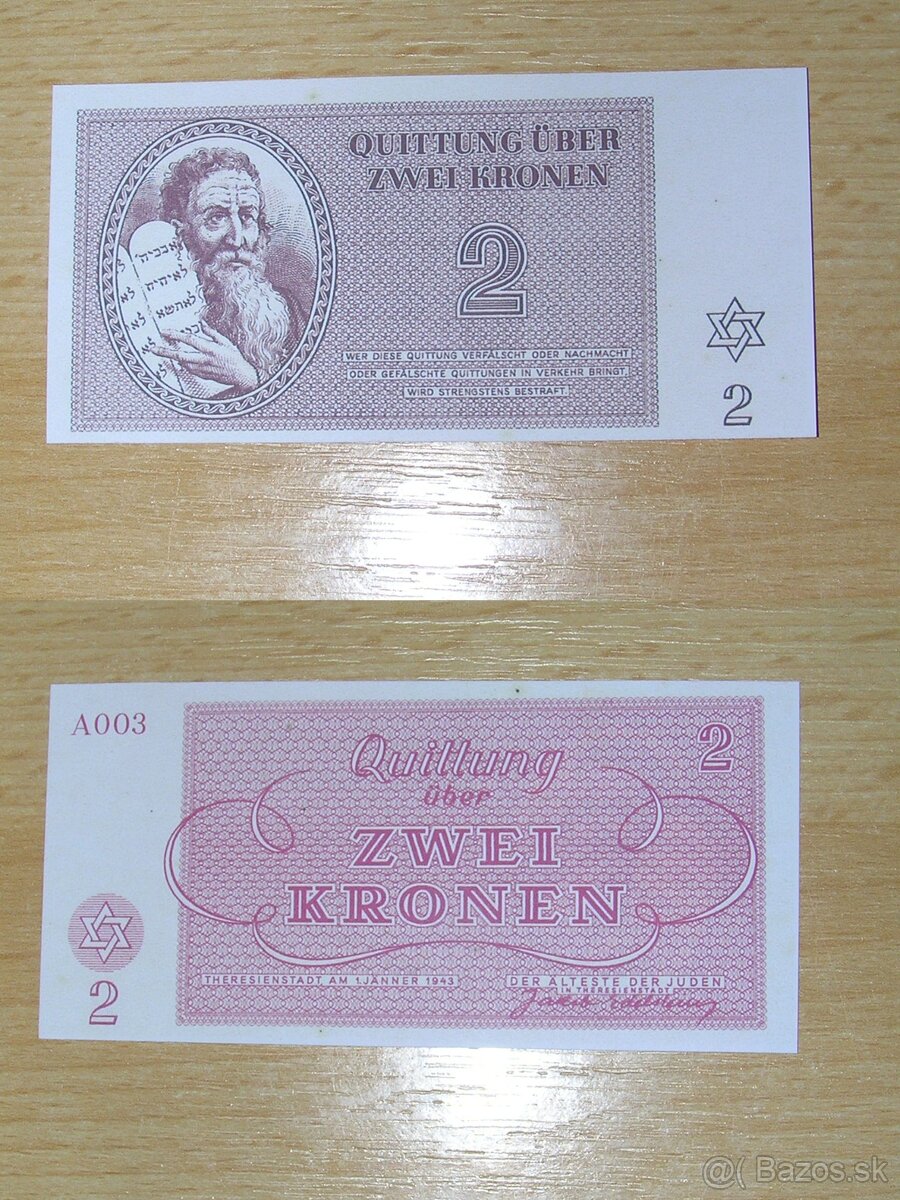 QUITTUNG ÜBER
ZWEI KRONEN
2
WER DIESE QUITTUNG VERFÄLSCHT ODER NACHMACHT
ODER GEFÄLSCHTE QUITTUNGEN IN VERKEHR BRINGT,
WIRD STRENGSTENS BESTRAFT.
2
A003
2
Quittung
über
ZWEI
KRONEN
THERESIENSTADT, AM 1. JÄNNER 1943
DER ÄLTESTE DER JUDEN
IN THERESIENSTADT
2
@( Bazos.sk